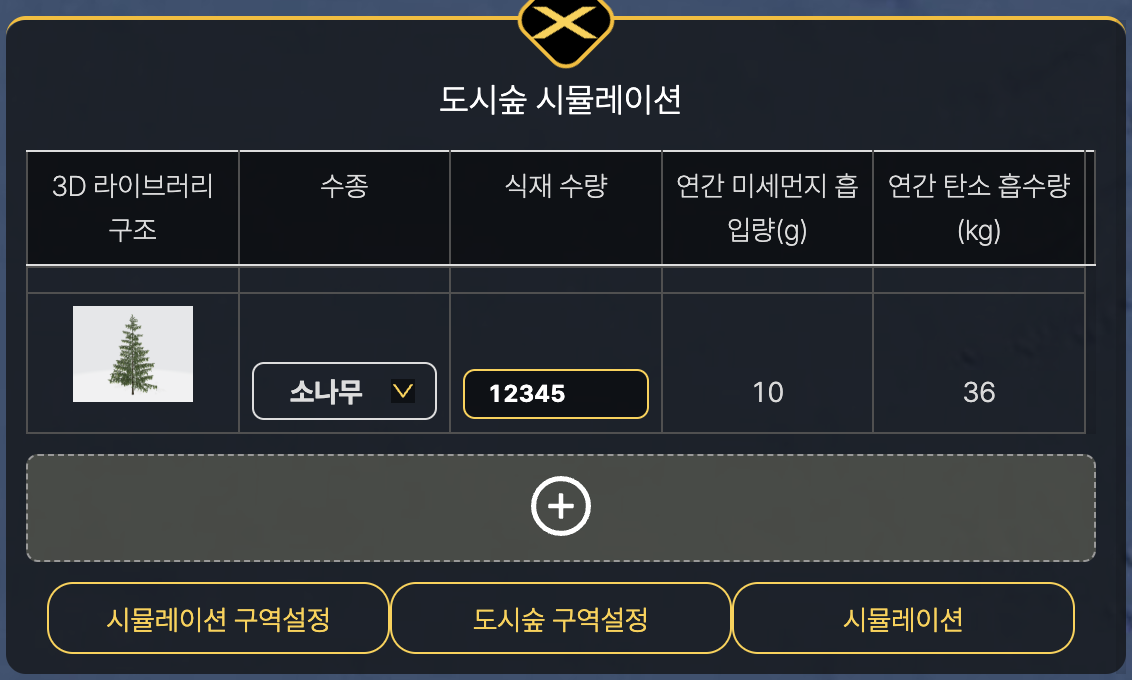 도시숲 시뮬레이션
3D 라이브러리
구조
수종
식재 수량
연간 미세먼지 흡
입량(g)
연간 탄소 흡수량
(kg)
소나무
12345
10
36
시뮬레이션 구역설정
도시숲 구역설정
시뮬레이션